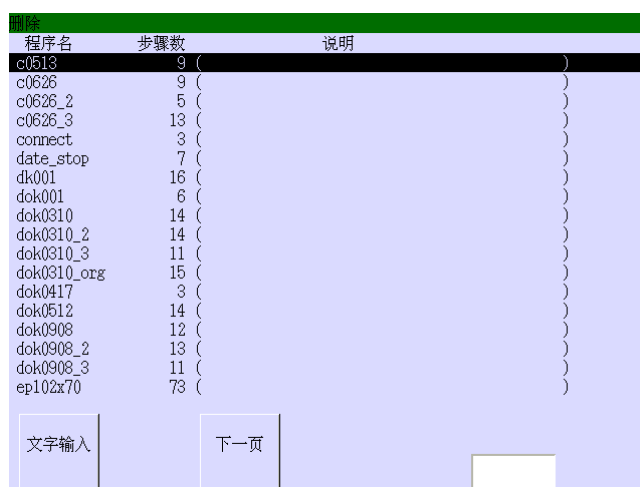 删除
程序名 步骤数 说明
c0513 9 ( )
c0626 9 ( )
c0626_2 5 ( )
c0626_3 13 ( )
connect 3 ( )
date_stop 7 ( )
dk001 16 ( )
dok001 6 ( )
dok0310 14 ( )
dok0310_2 14 ( )
dok0310_3 11 ( )
dok0310_org 15 ( )
dok0417 3 ( )
dok0512 14 ( )
dok0908 12 ( )
dok0908_2 13 ( )
dok0908_3 11 ( )
ep102x70 73 ( )
文字输入 下一页